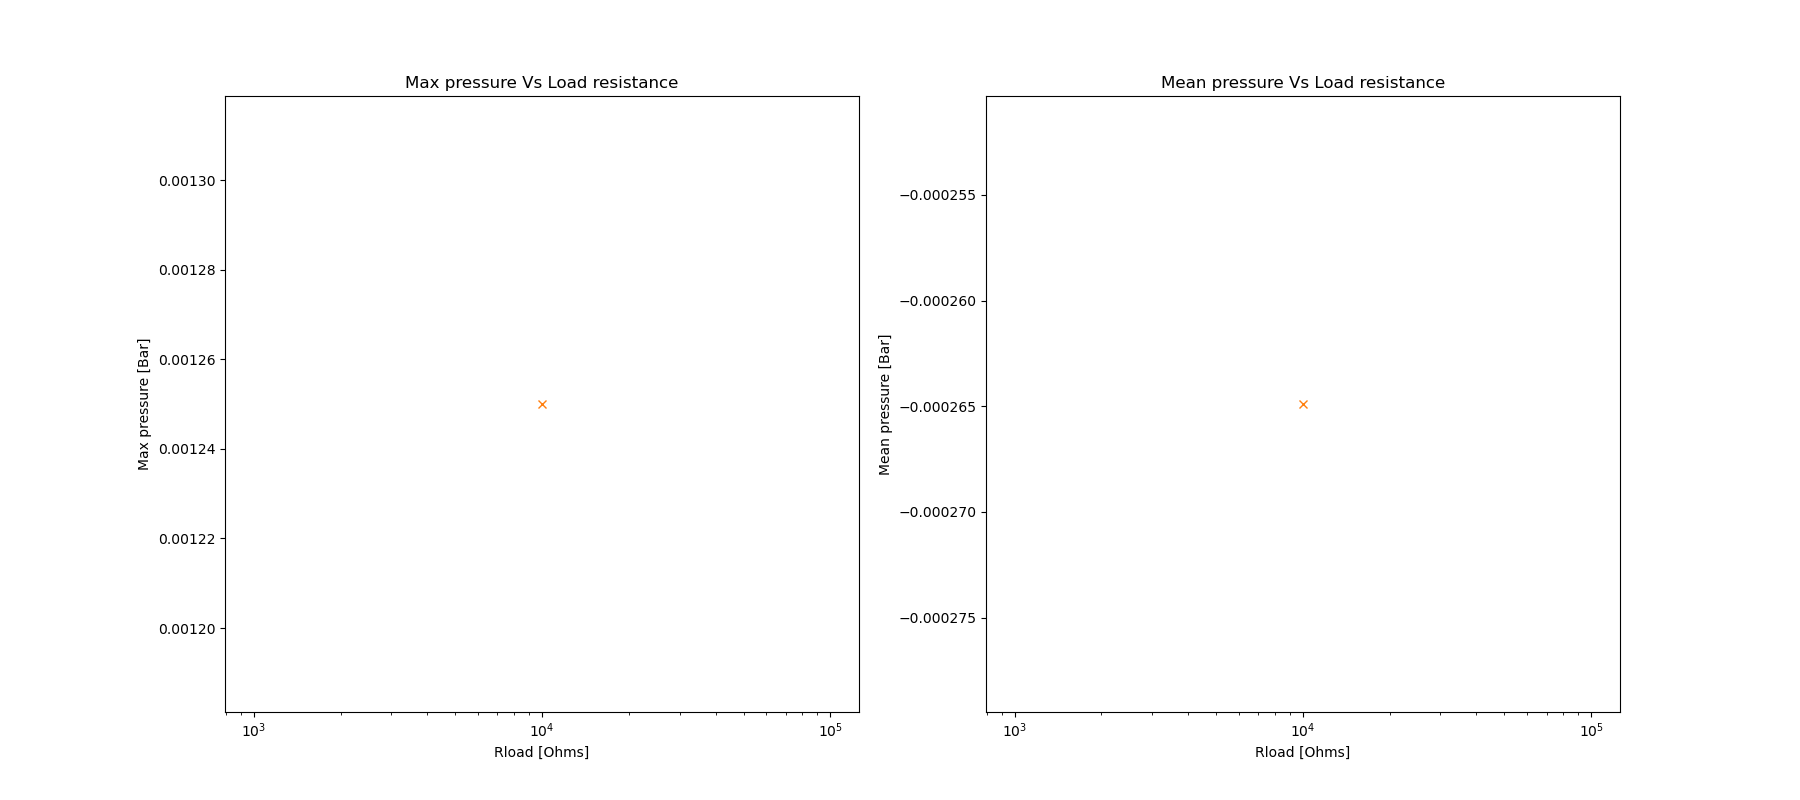 Max pressure Vs Load resistance
0.00130
0.00128
0.00126
0.00124
0.00122
0.00120
Max pressure [Bar]
10³ 10⁴ 10⁵
Rload [Ohms]
Mean pressure Vs Load resistance
−0.000255
−0.000260
−0.000265
−0.000270
−0.000275
Mean pressure [Bar]
10³ 10⁴ 10⁵
Rload [Ohms]